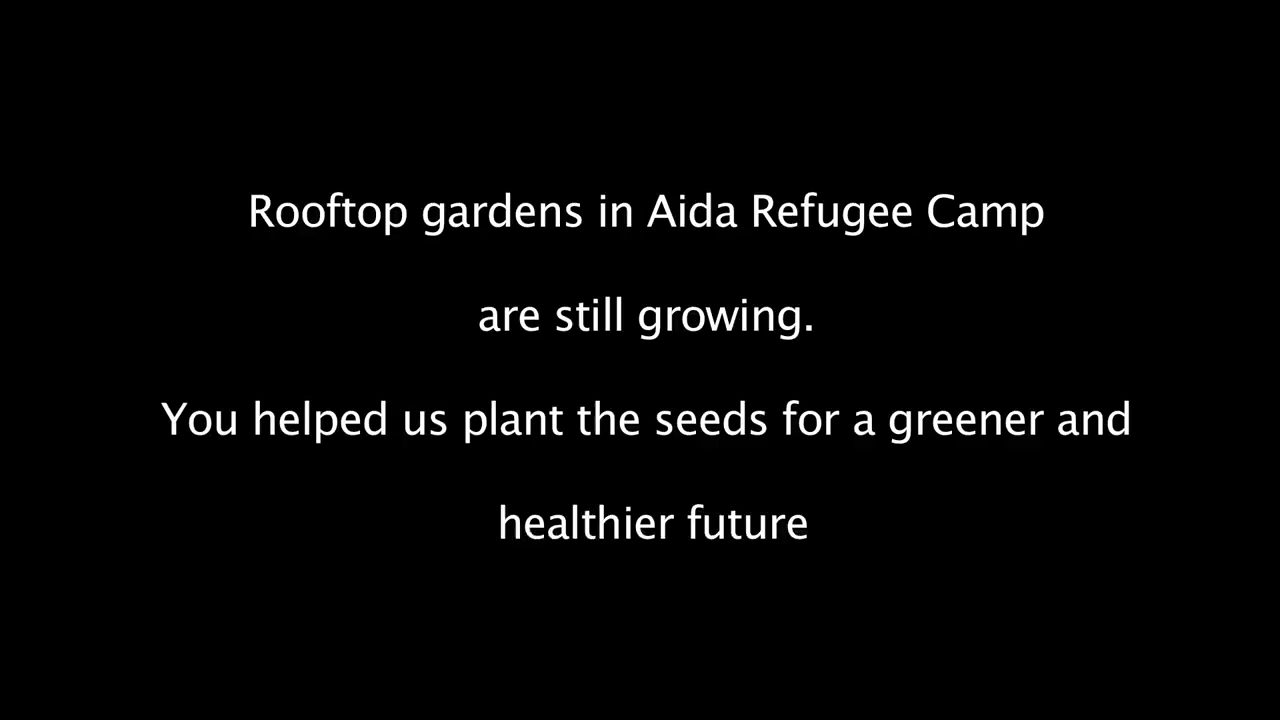 Rooftop gardens in Aida Refugee Camp
are still growing.
You helped us plant the seeds for a greener and
healthier future